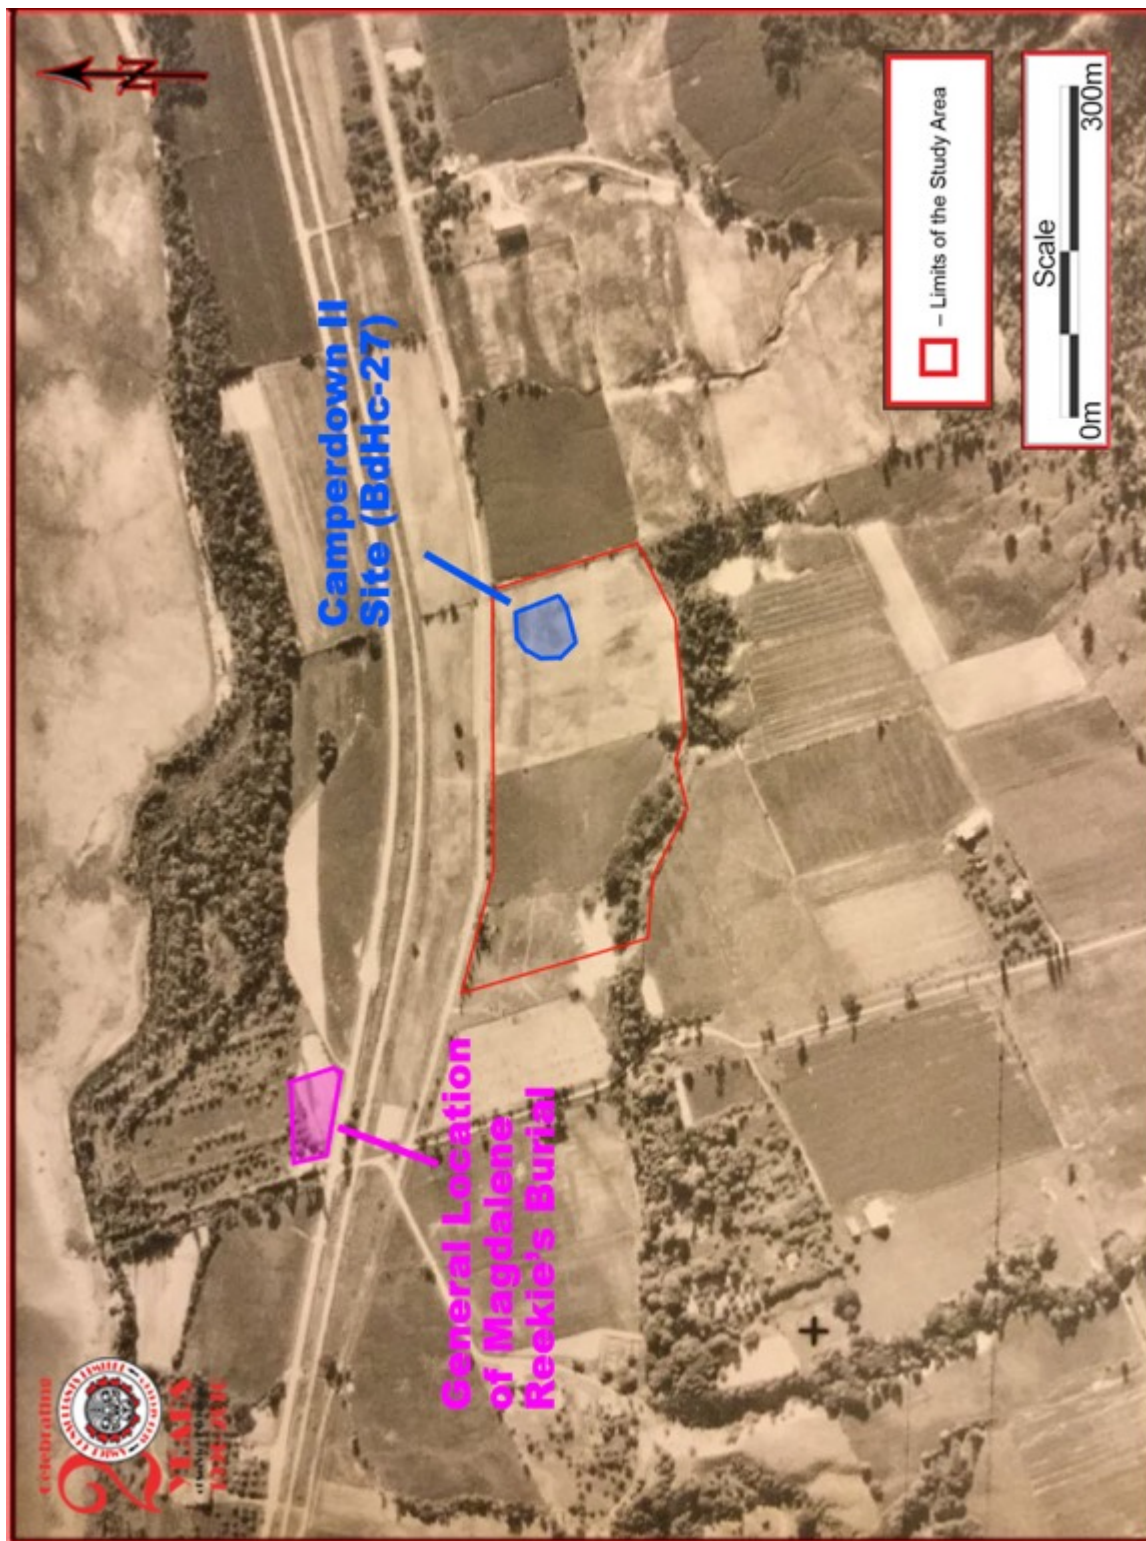 celebrating
2
YEARS
N
Camperdown II
Site (BdHc-27)
General Location
of Magdalene
Reekie's Burial
– Limits of the Study Area
Scale
0m
300m